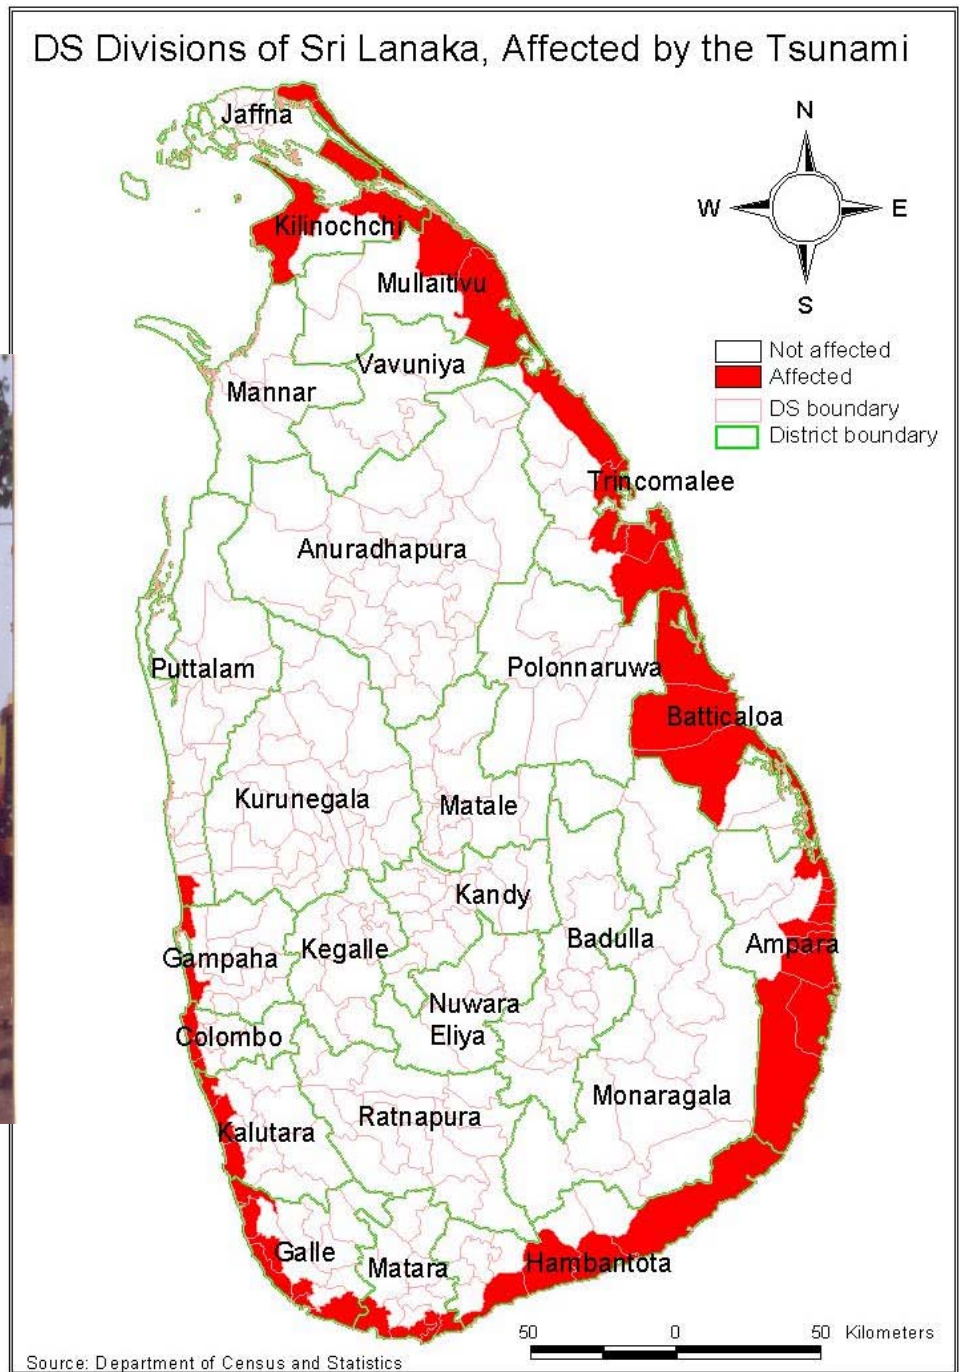 DS Divisions of Sri Lanaka, Affected by the Tsunami
N
W
E
S
Not affected
Affected
DS boundary
District boundary
Jaffna
Kilinochchi
Mullaitivu
Vavuniya
Mannar
Trincomalee
Anuradhapura
Puttalam
Polonnaruwa
Batticaloa
Kurunegala
Matale
Kandy
Badulla
Ampara
Gampaha
Kegalle
Nuwara
Eliya
Colombo
Monaragala
Ratnapura
Kalutara
Galle
Matara
Hambantota
50 0 50 Kilometers
Source: Department of Census and Statistics